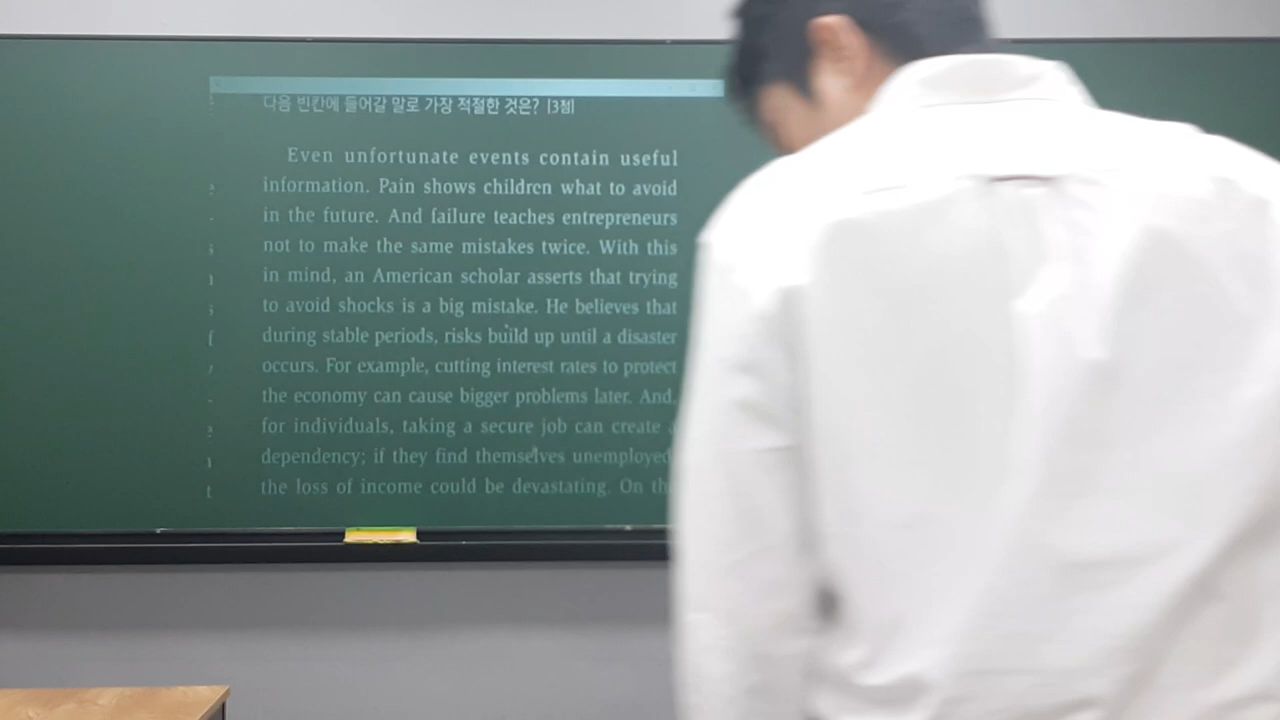 다음 빈칸에 들어갈 말로 가장 적절한 것은? [3점]
Even unfortunate events contain useful
information. Pain shows children what to avoid
in the future. And failure teaches entrepreneurs
not to make the same mistakes twice. With this
in mind, an American scholar asserts that trying
to avoid shocks is a big mistake. He believes that
during stable periods, risks build up until a disaster
occurs. For example, cutting interest rates to protect
the economy can cause bigger problems later. And,
for individuals, taking a secure job can create a
dependency; if they find themselves unemployed
the loss of income could be devastating. On